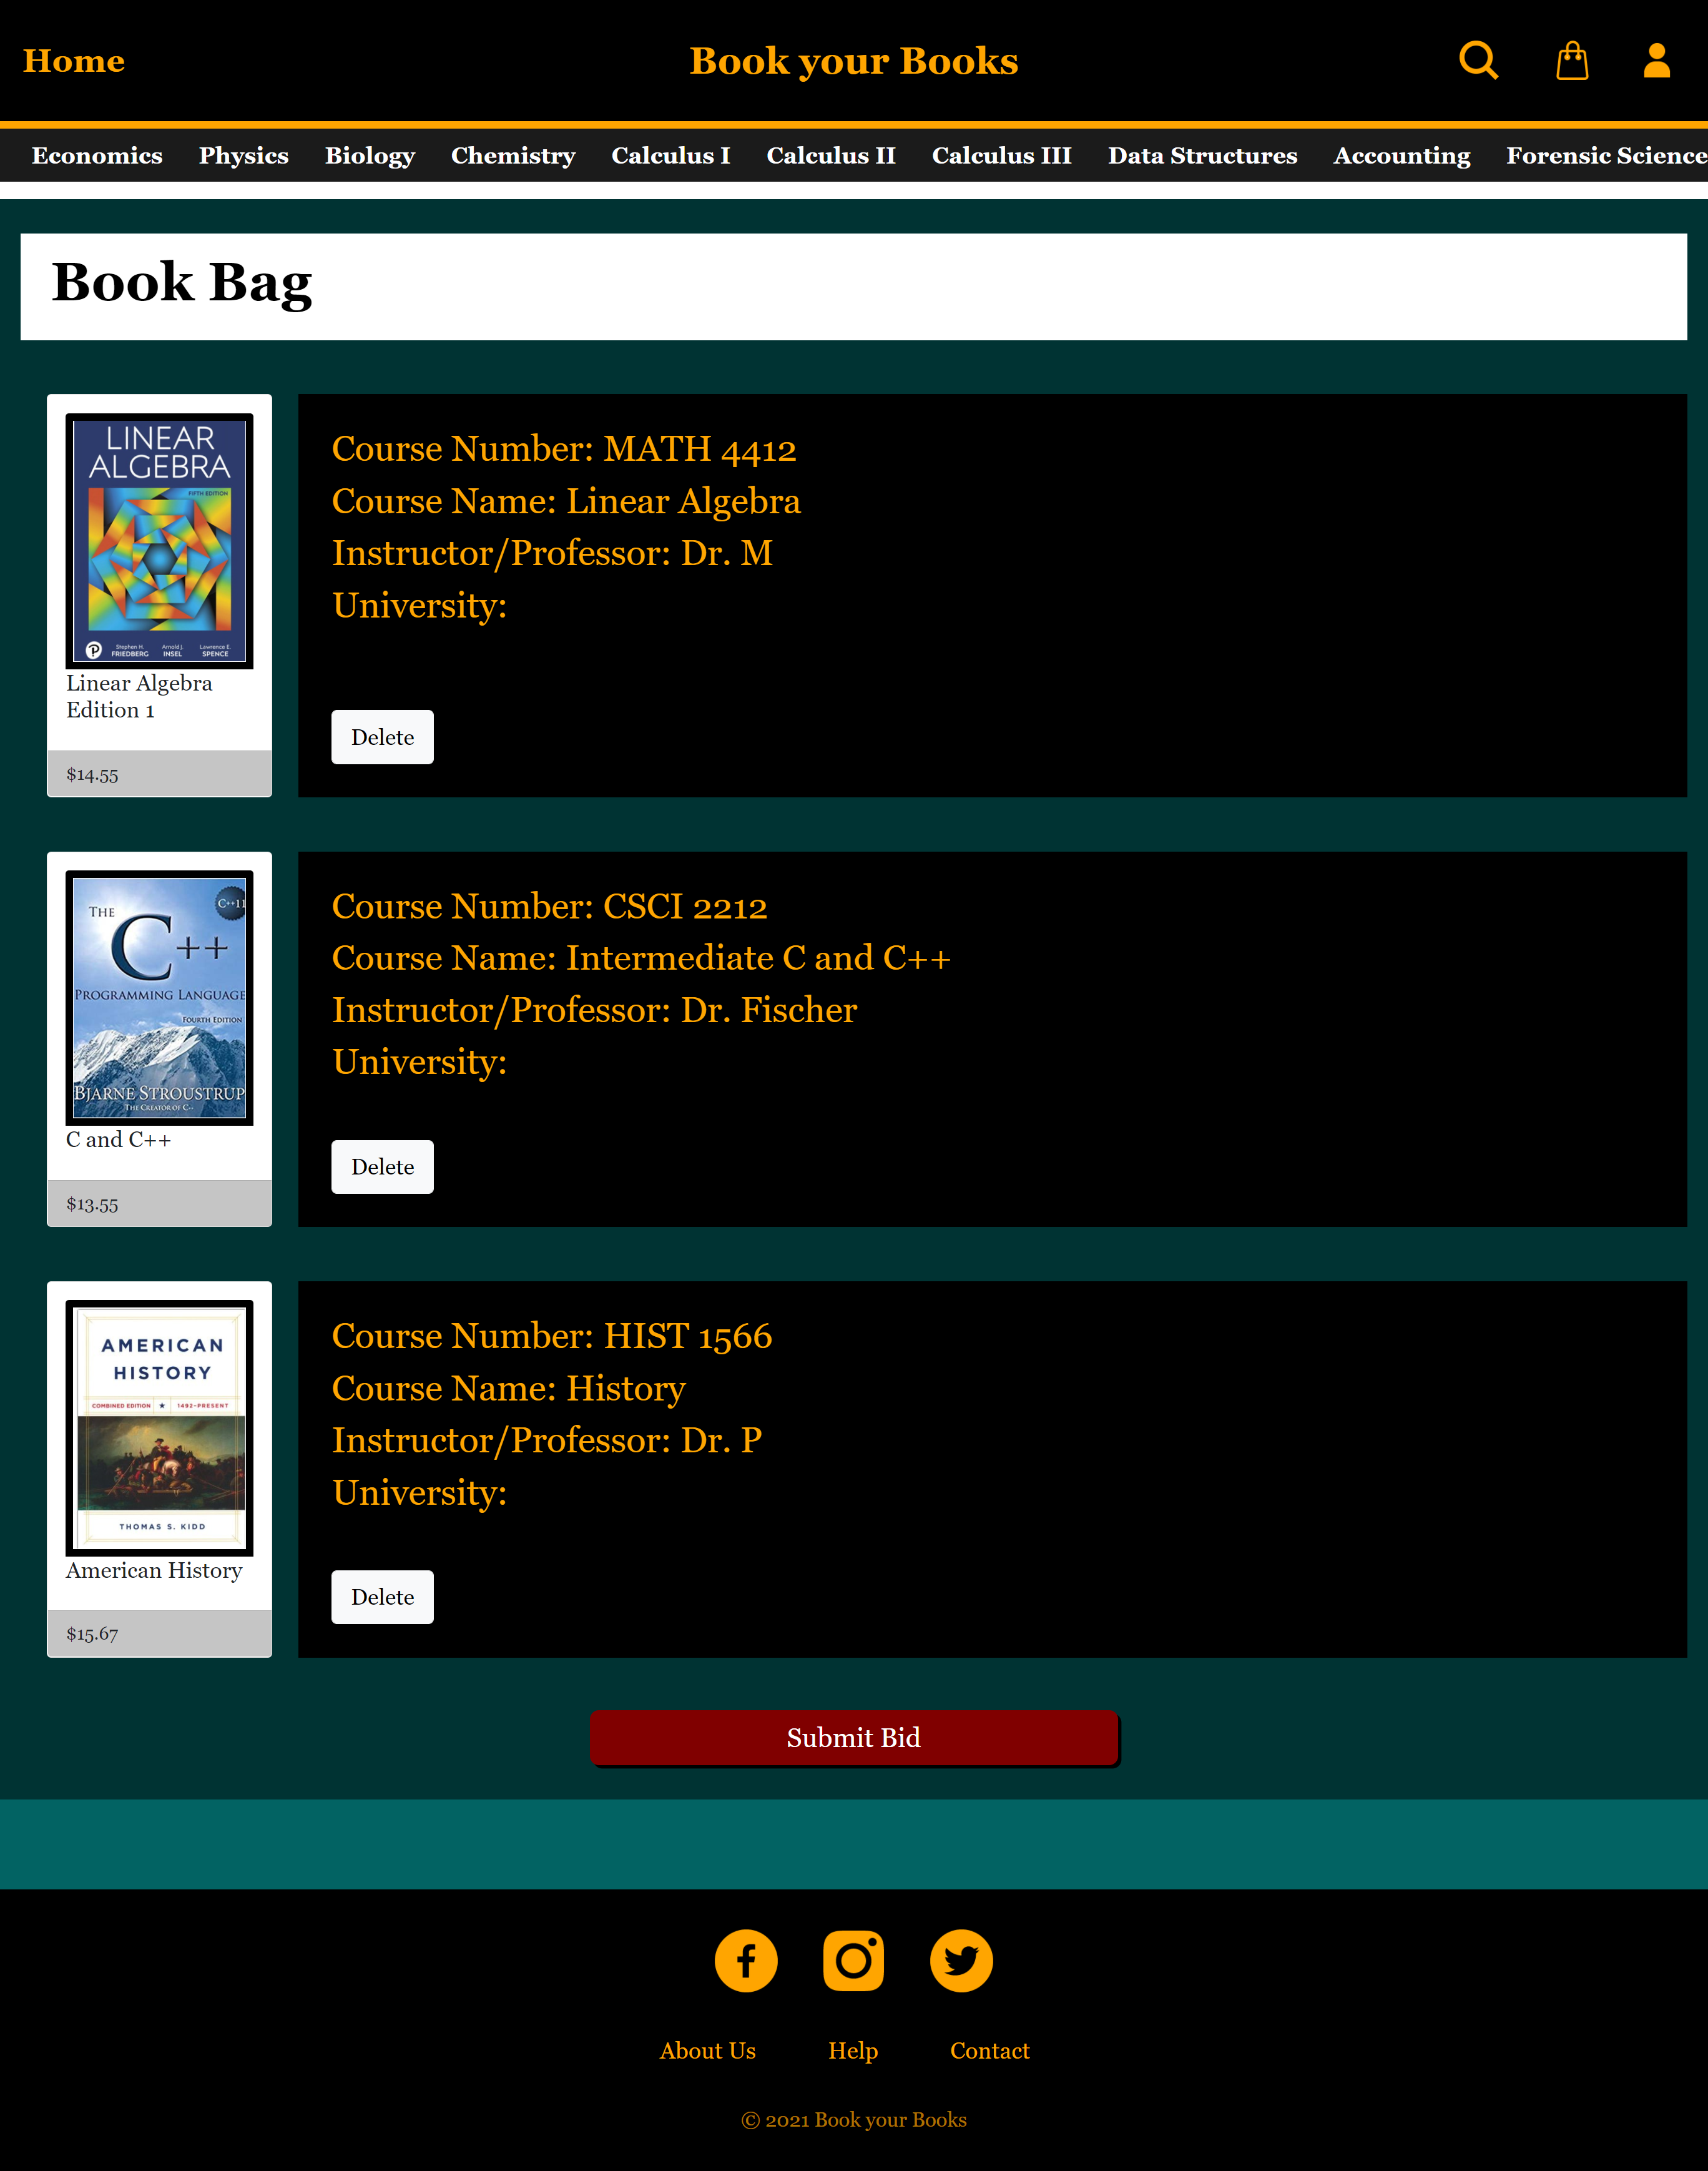 Home
Book your Books
Economics Physics Biology Chemistry Calculus I Calculus II Calculus III Data Structures Accounting Forensic Science
Book Bag
LINEAR
ALGEBRA
FIFTH EDITION
Stephen H. FRIEDBERG
Arnold J. INSEL
Lawrence E. SPENCE
Linear Algebra
Edition 1
$14.55
Course Number: MATH 4412
Course Name: Linear Algebra
Instructor/Professor: Dr. M
University:
Delete
C++11
THE
C++
PROGRAMMING LANGUAGE
FOURTH EDITION
BJARNE STROUSTRUP
THE CREATOR OF C++
C and C++
$13.55
Course Number: CSCI 2212
Course Name: Intermediate C and C++
Instructor/Professor: Dr. Fischer
University:
Delete
AMERICAN
HISTORY
COMBINED EDITION ★ 1492-PRESENT
THOMAS S. KIDD
American History
$15.67
Course Number: HIST 1566
Course Name: History
Instructor/Professor: Dr. P
University:
Delete
Submit Bid
About Us Help Contact
© 2021 Book your Books